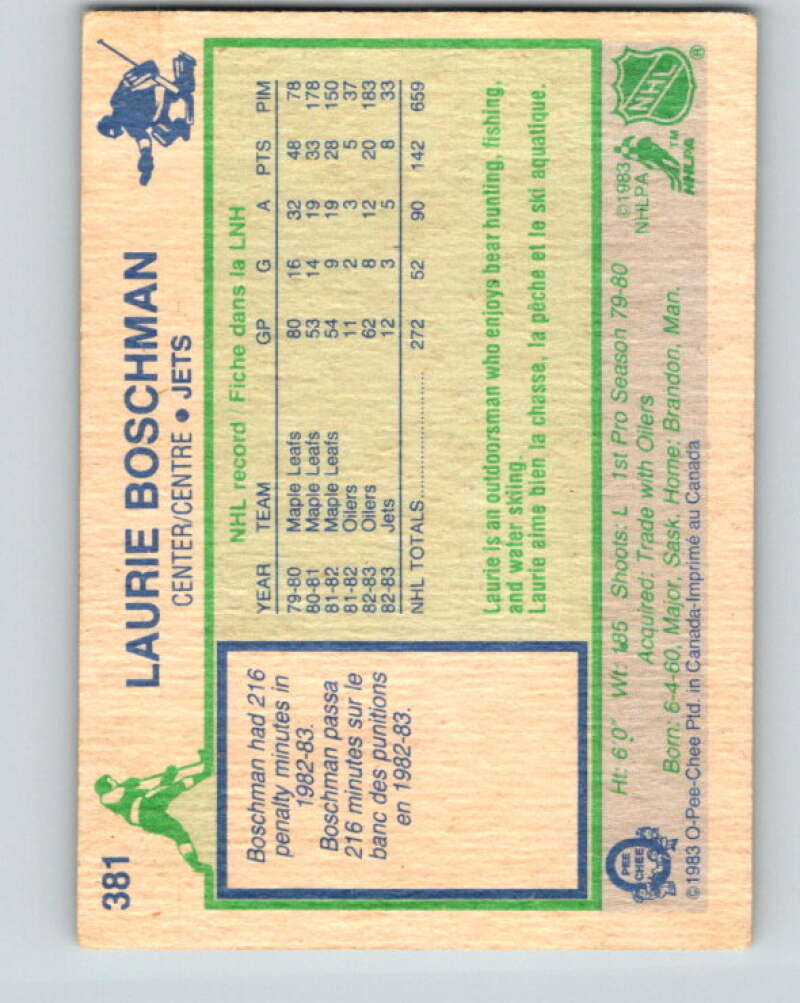 381
LAURIE BOSCHMAN
CENTER/CENTRE • JETS
Boschman had 216
penalty minutes in
1982-83.
Boschman passa
216 minutes sur le
banc des punitions
en 1982-83.
NHL record / Fiche dans la LNH
YEAR TEAM GP G A PTS PIM
79-80 Maple Leafs 80 16 32 48 78
80-81 Maple Leafs 53 14 19 33 178
81-82 Maple Leafs 54 9 19 28 150
81-82 Oilers 11 2 3 5 37
82-83 Oilers 62 8 12 20 183
82-83 Jets 12 3 5 8 33
NHL TOTALS 272 52 90 142 659
Laurie is an outdoorsman who enjoys bear hunting, fishing,
and water skiing.
Laurie aime bien la chasse, la pêche et le ski aquatique.
Ht: 6'0" Wt: 185 Shoots: L 1st Pro Season 79-80
Acquired: Trade with Oilers
Born: 6-4-60, Major, Sask. Home: Brandon, Man.
© 1983 O-Pee-Chee Ptd. in Canada-Imprimé au Canada
PEE
CHEE
© 1983
NHLPA
NHL ®
NHLPA ™